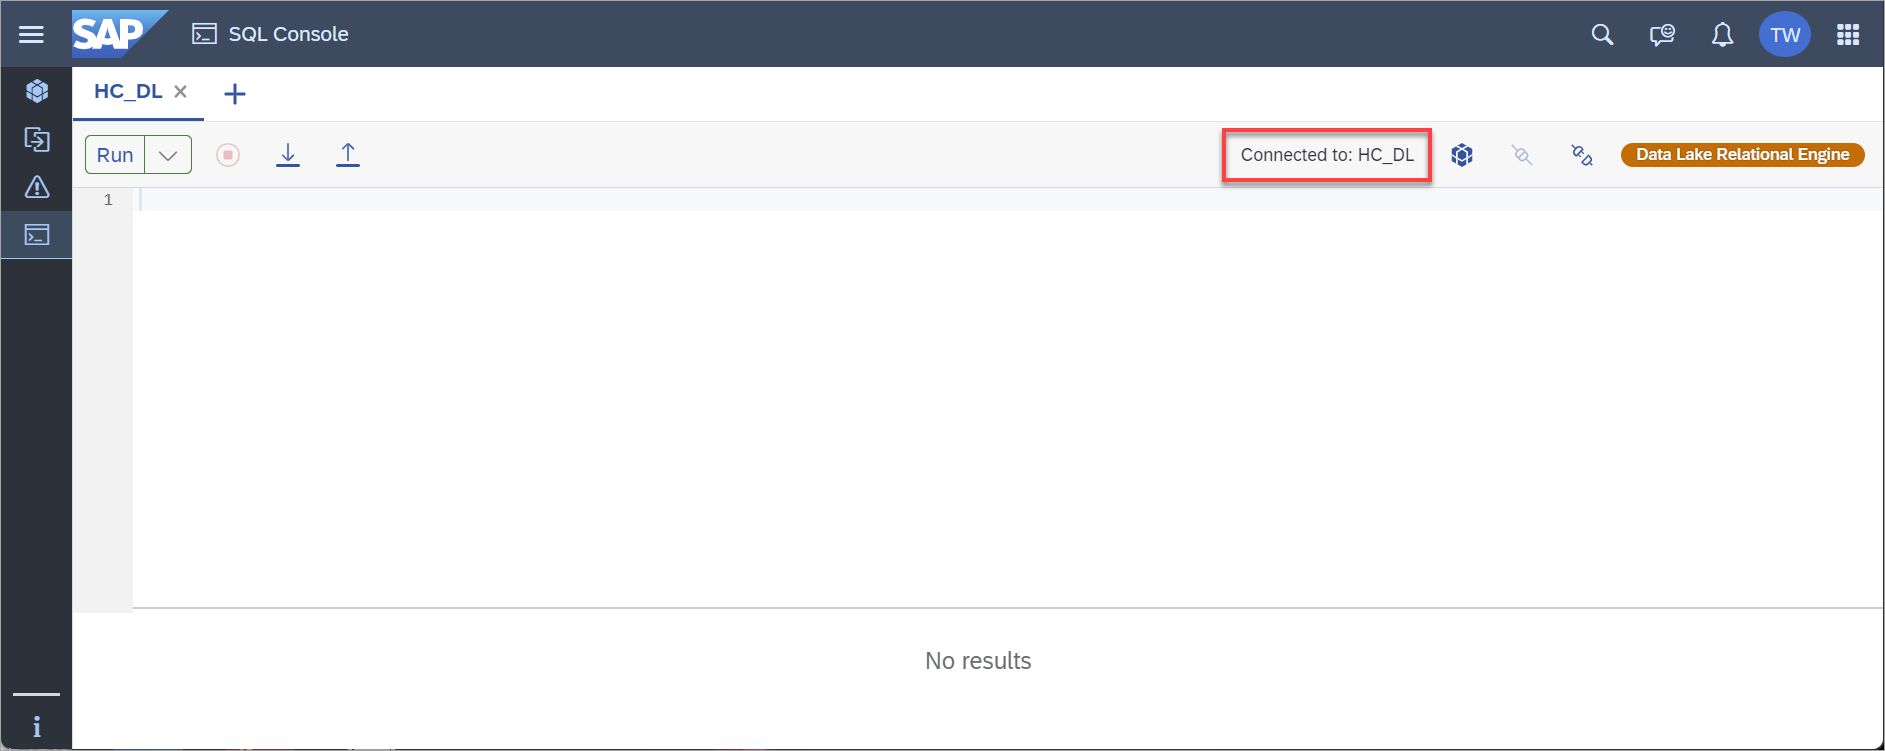 SAP SQL Console TW
HC_DL
Run Connected to: HC_DL Data Lake Relational Engine
1
No results
i